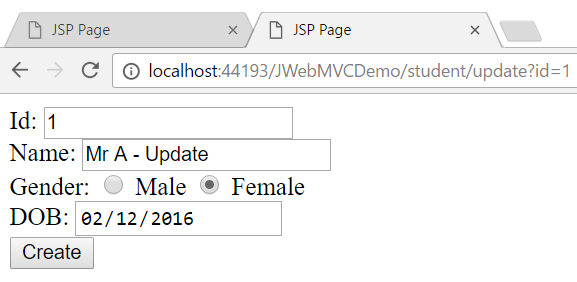 JSP Page JSP Page
localhost:44193/JWebMVCDemo/student/update?id=1
Id: 1
Name: Mr A - Update
Gender: Male Female
DOB: 02/12/2016
Create